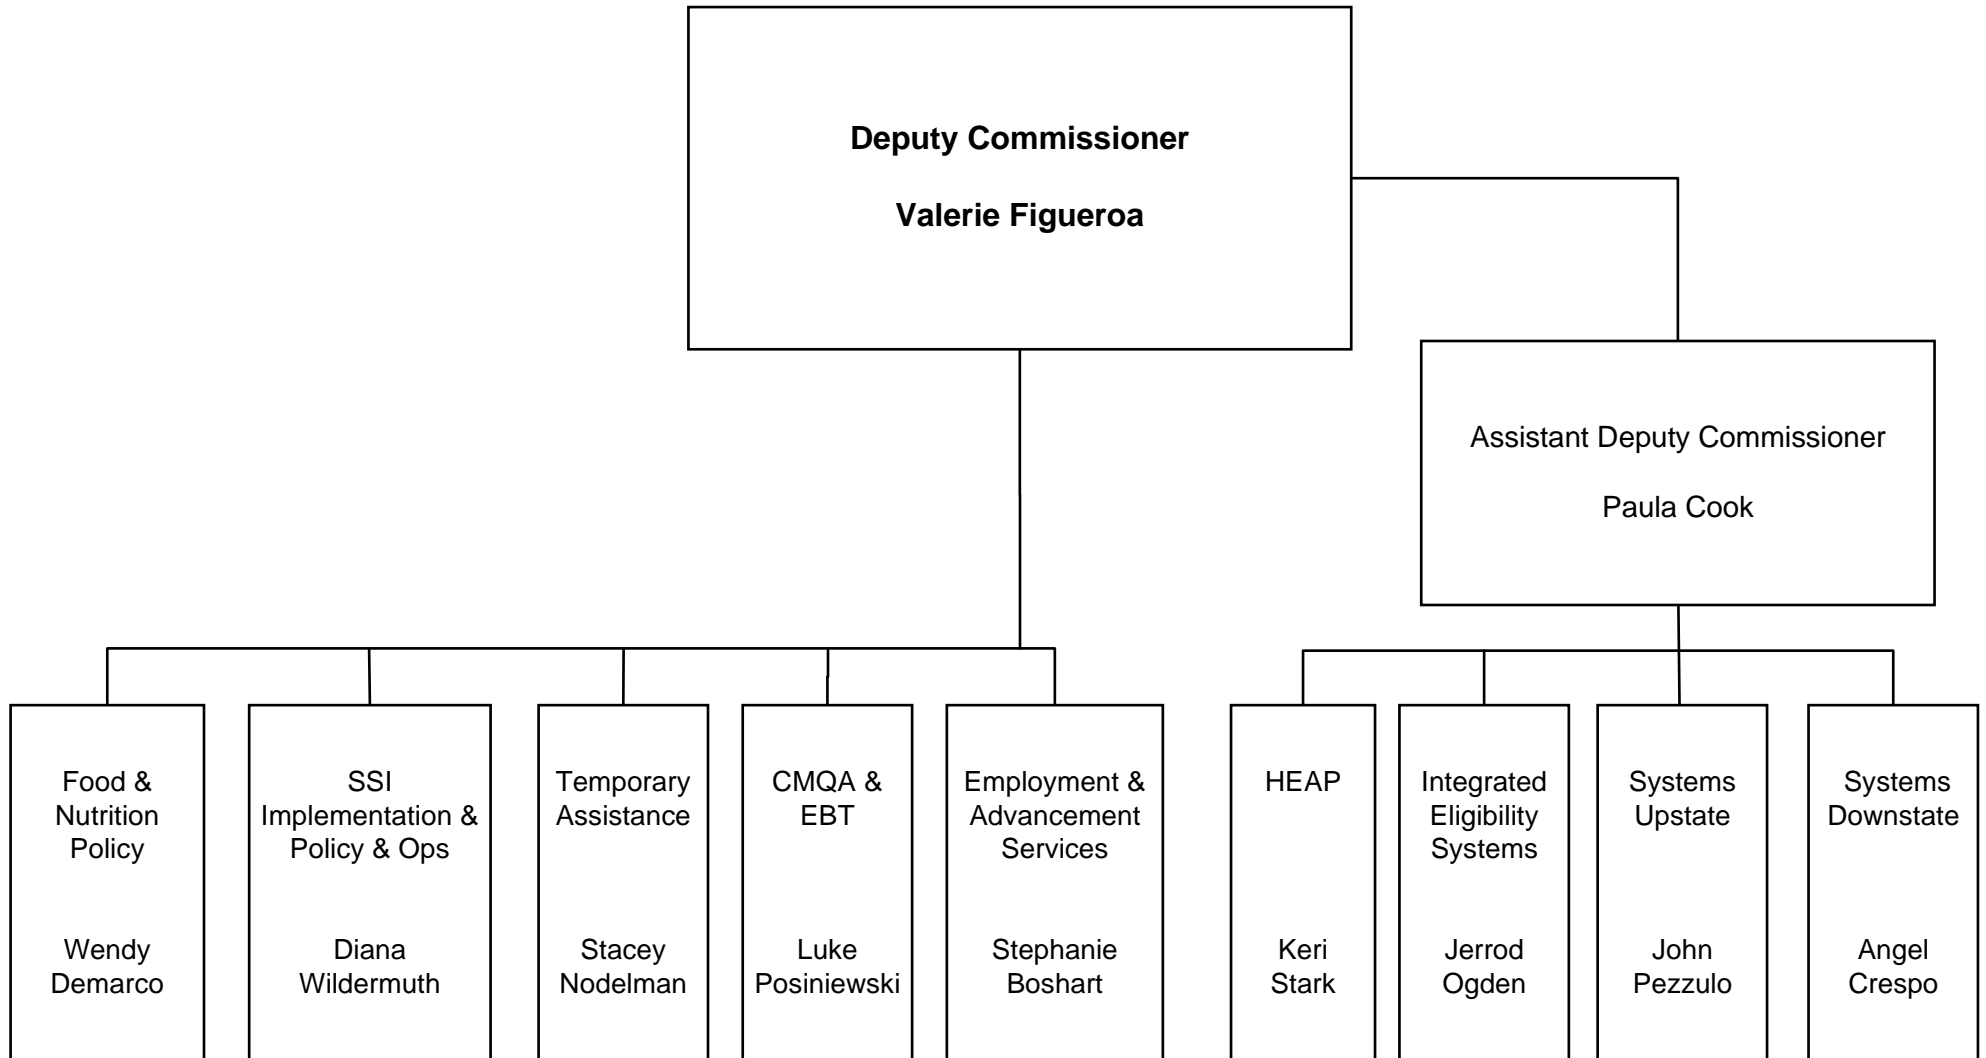 Deputy Commissioner
Valerie Figueroa
Assistant Deputy Commissioner
Paula Cook
Food &
Nutrition
Policy
Wendy
Demarco
SSI
Implementation &
Policy & Ops
Diana
Wildermuth
Temporary
Assistance
Stacey
Nodelman
CMQA &
EBT
Luke
Posiniewski
Employment &
Advancement
Services
Stephanie
Boshart
HEAP
Keri
Stark
Integrated
Eligibility
Systems
Jerrod
Ogden
Systems
Upstate
John
Pezzulo
Systems
Downstate
Angel
Crespo